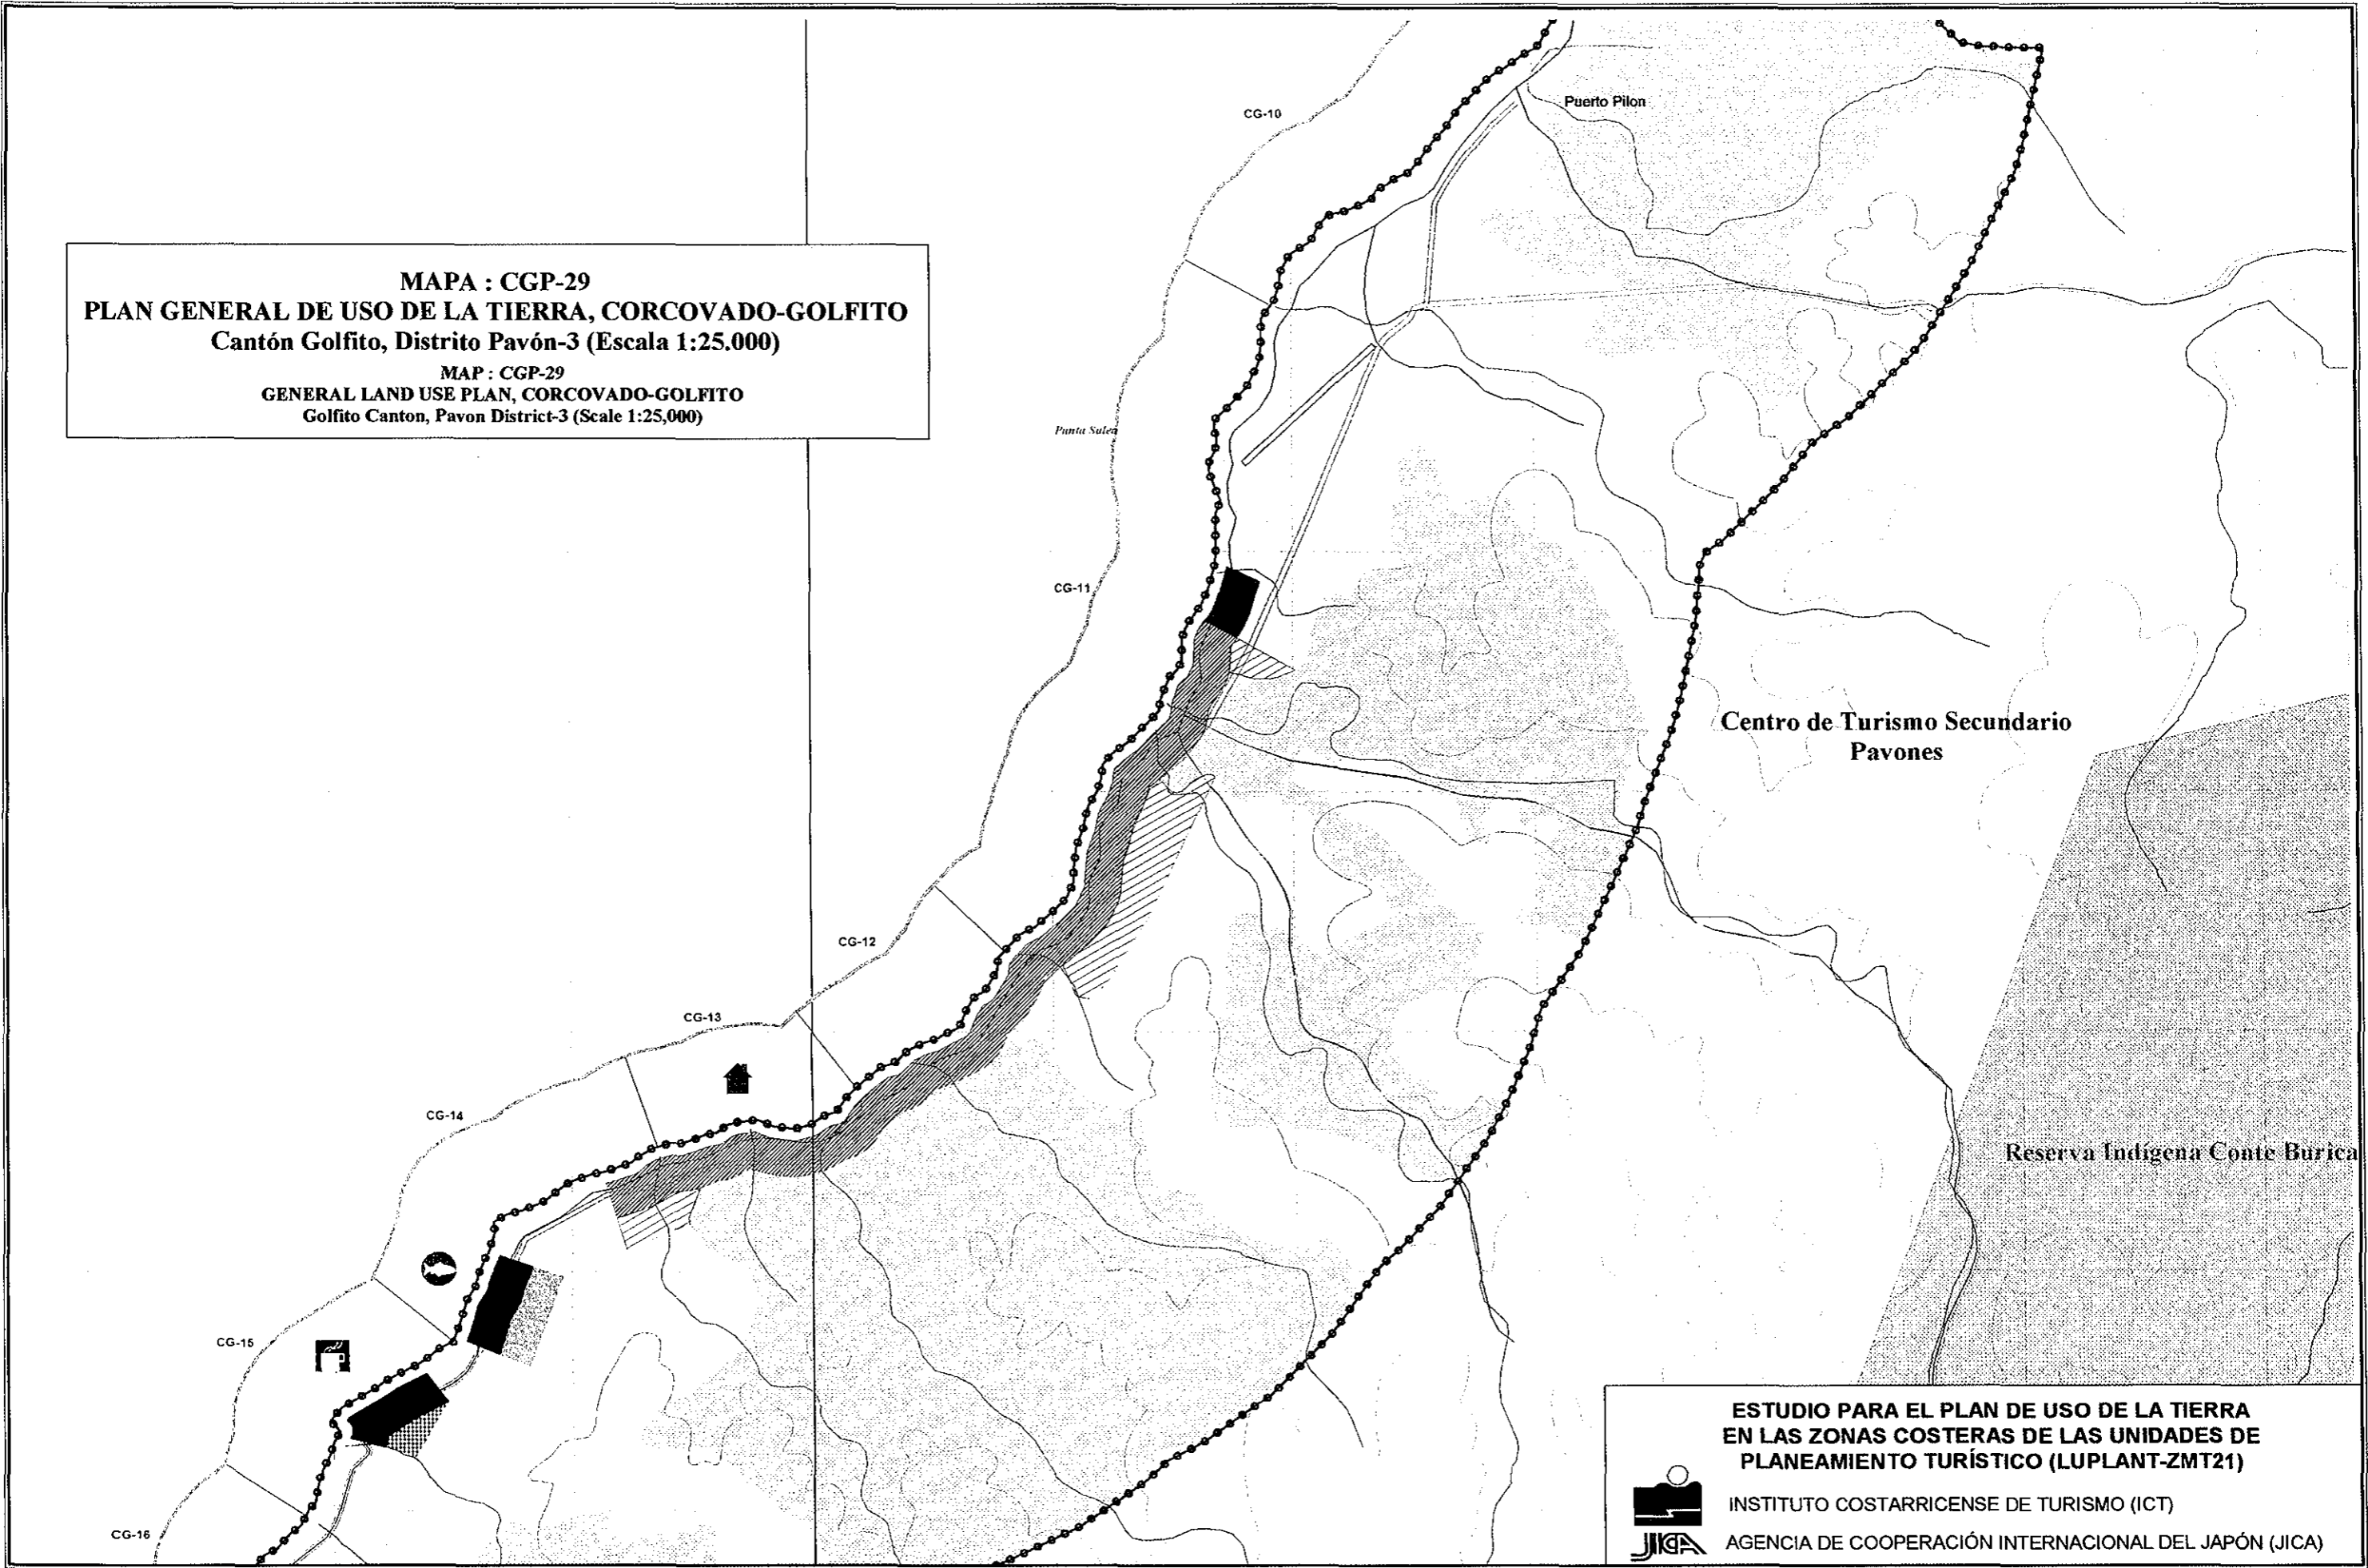 MAPA : CGP-29
PLAN GENERAL DE USO DE LA TIERRA, CORCOVADO-GOLFITO
Cantón Golfito, Distrito Pavón-3 (Escala 1:25.000)
MAP : CGP-29
GENERAL LAND USE PLAN, CORCOVADO-GOLFITO
Golfito Canton, Pavon District-3 (Scale 1:25,000)
CG-10
Puerto Pilon
Punta
CG-11
Centro de Turismo Secundario
Pavones
CG-12
CG-13
CG-14
Reserva Indígena Conte Burica
CG-15
CG-16
ESTUDIO PARA EL PLAN DE USO DE LA TIERRA
EN LAS ZONAS COSTERAS DE LAS UNIDADES DE
PLANEAMIENTO TURÍSTICO (LUPLANT-ZMT21)
INSTITUTO COSTARRICENSE DE TURISMO (ICT)
JICA AGENCIA DE COOPERACIÓN INTERNACIONAL DEL JAPÓN (JICA)